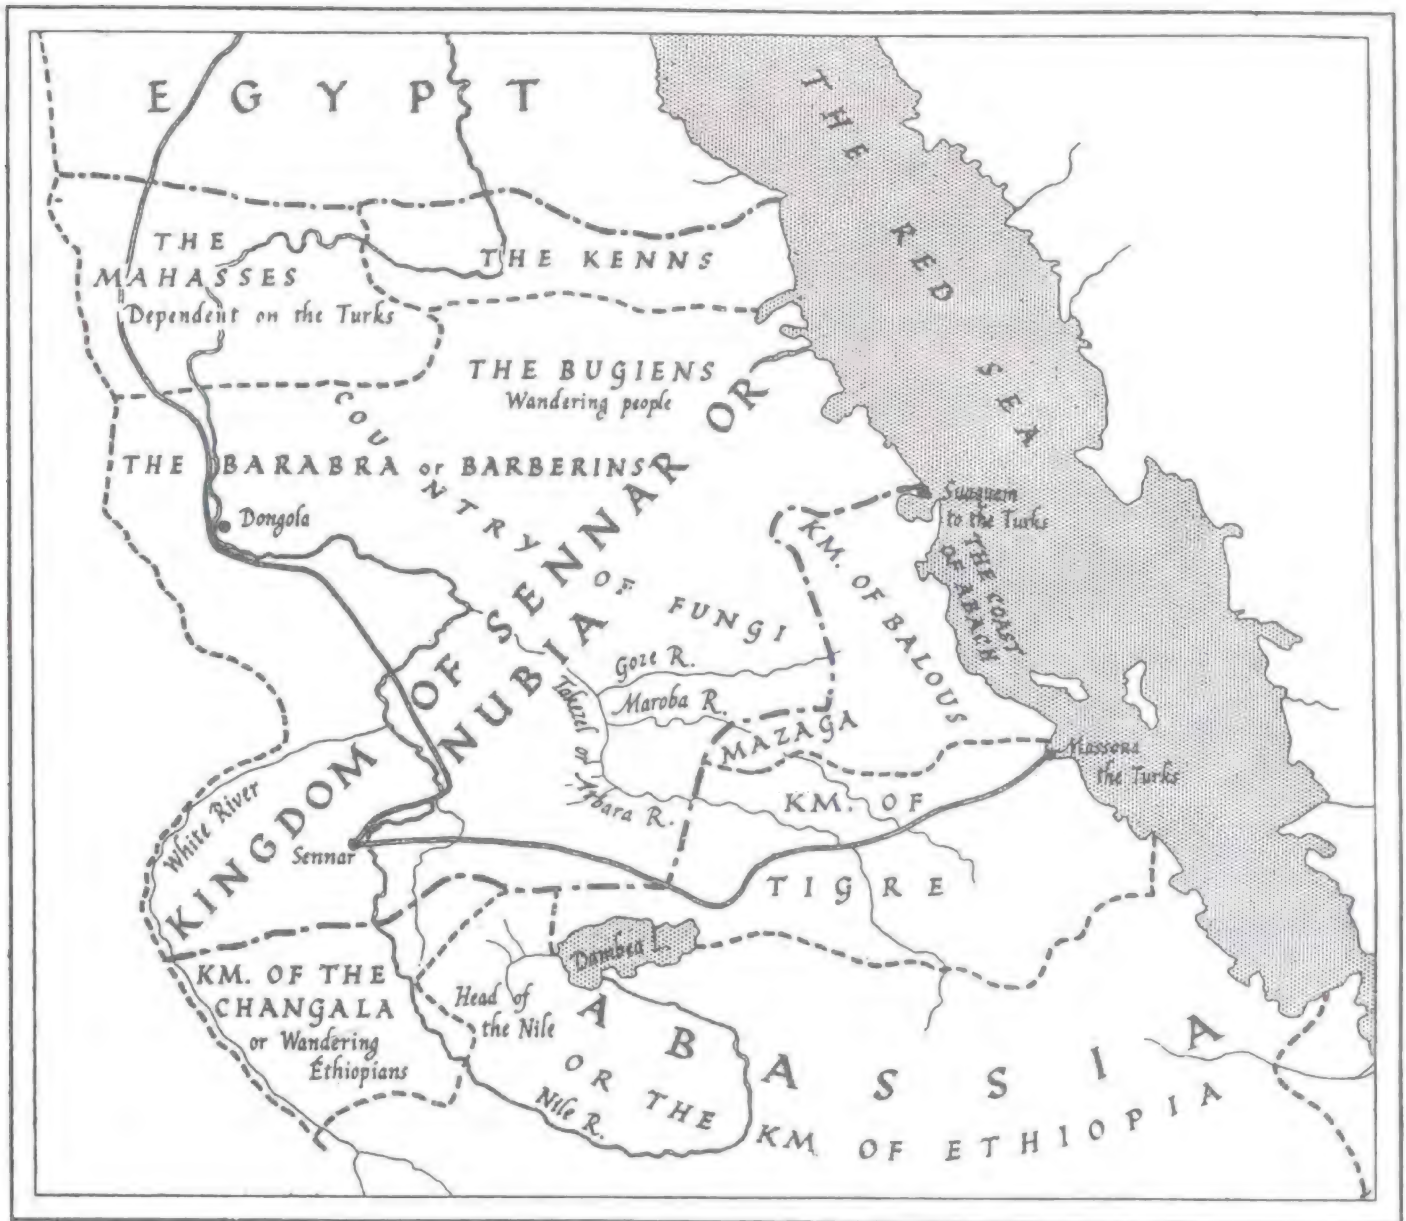 EGYPT
THE RED SEA
THE
MAHASSES
Dependent on the Turks
THE KENNS
THE BUGIENS
Wandering people
COUNTRY OF FUNGI
THE BARABRA or BARBERINS
Dongola
KINGDOM OF SENNAR OR
NUBIA
Suaquem
to the Turks
THE COAST
OF ABACH
KM. OF BALOUS
Goze R.
Maroba R.
Takezel or
Atbara R.
MAZAGA
Massoua
the Turks
KM. OF
TIGRE
White River
Sennar
Dambea L.
KM. OF THE
CHANGALA
or Wandering
Ethiopians
Head of
the Nile
Nile R.
ABASSIA
OR THE KM OF ETHIOPIA